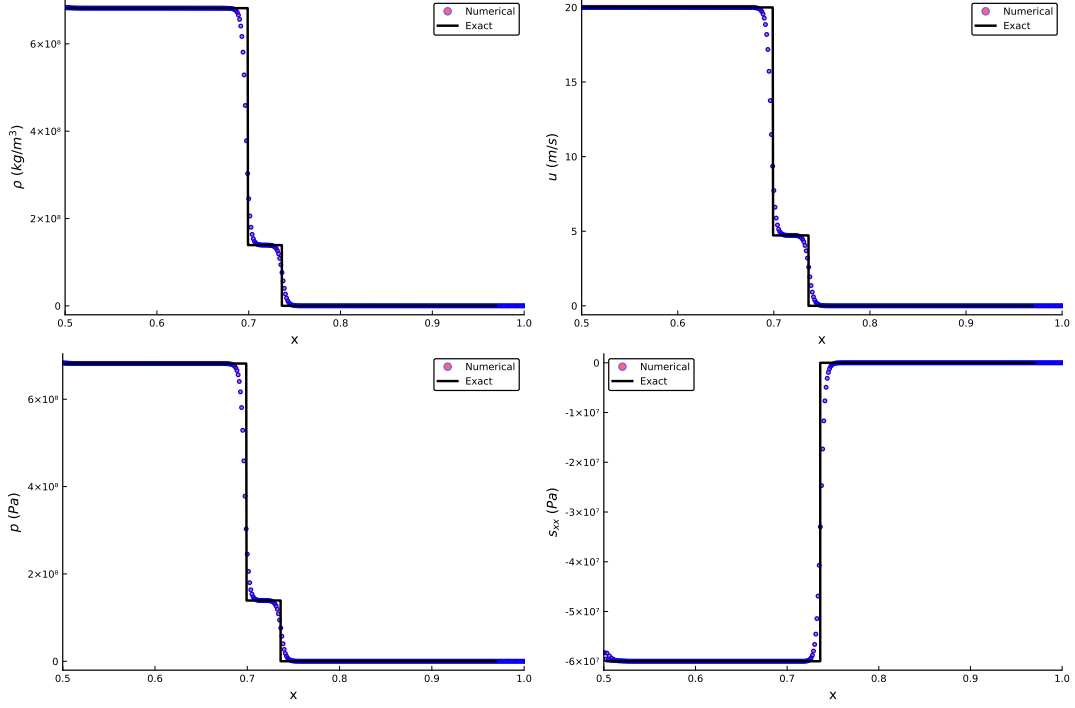 Numerical
Exact
6×10⁸
4×10⁸
2×10⁸
0
ρ (kg/m³)
0.5 0.6 0.7 0.8 0.9 1.0
x
Numerical
Exact
20
15
10
5
0
u (m/s)
0.5 0.6 0.7 0.8 0.9 1.0
x
Numerical
Exact
6×10⁸
4×10⁸
2×10⁸
0
p (Pa)
0.5 0.6 0.7 0.8 0.9 1.0
x
Numerical
Exact
0
-1×10⁷
-2×10⁷
-3×10⁷
-4×10⁷
-5×10⁷
-6×10⁷
sₓₓ (Pa)
0.5 0.6 0.7 0.8 0.9 1.0
x